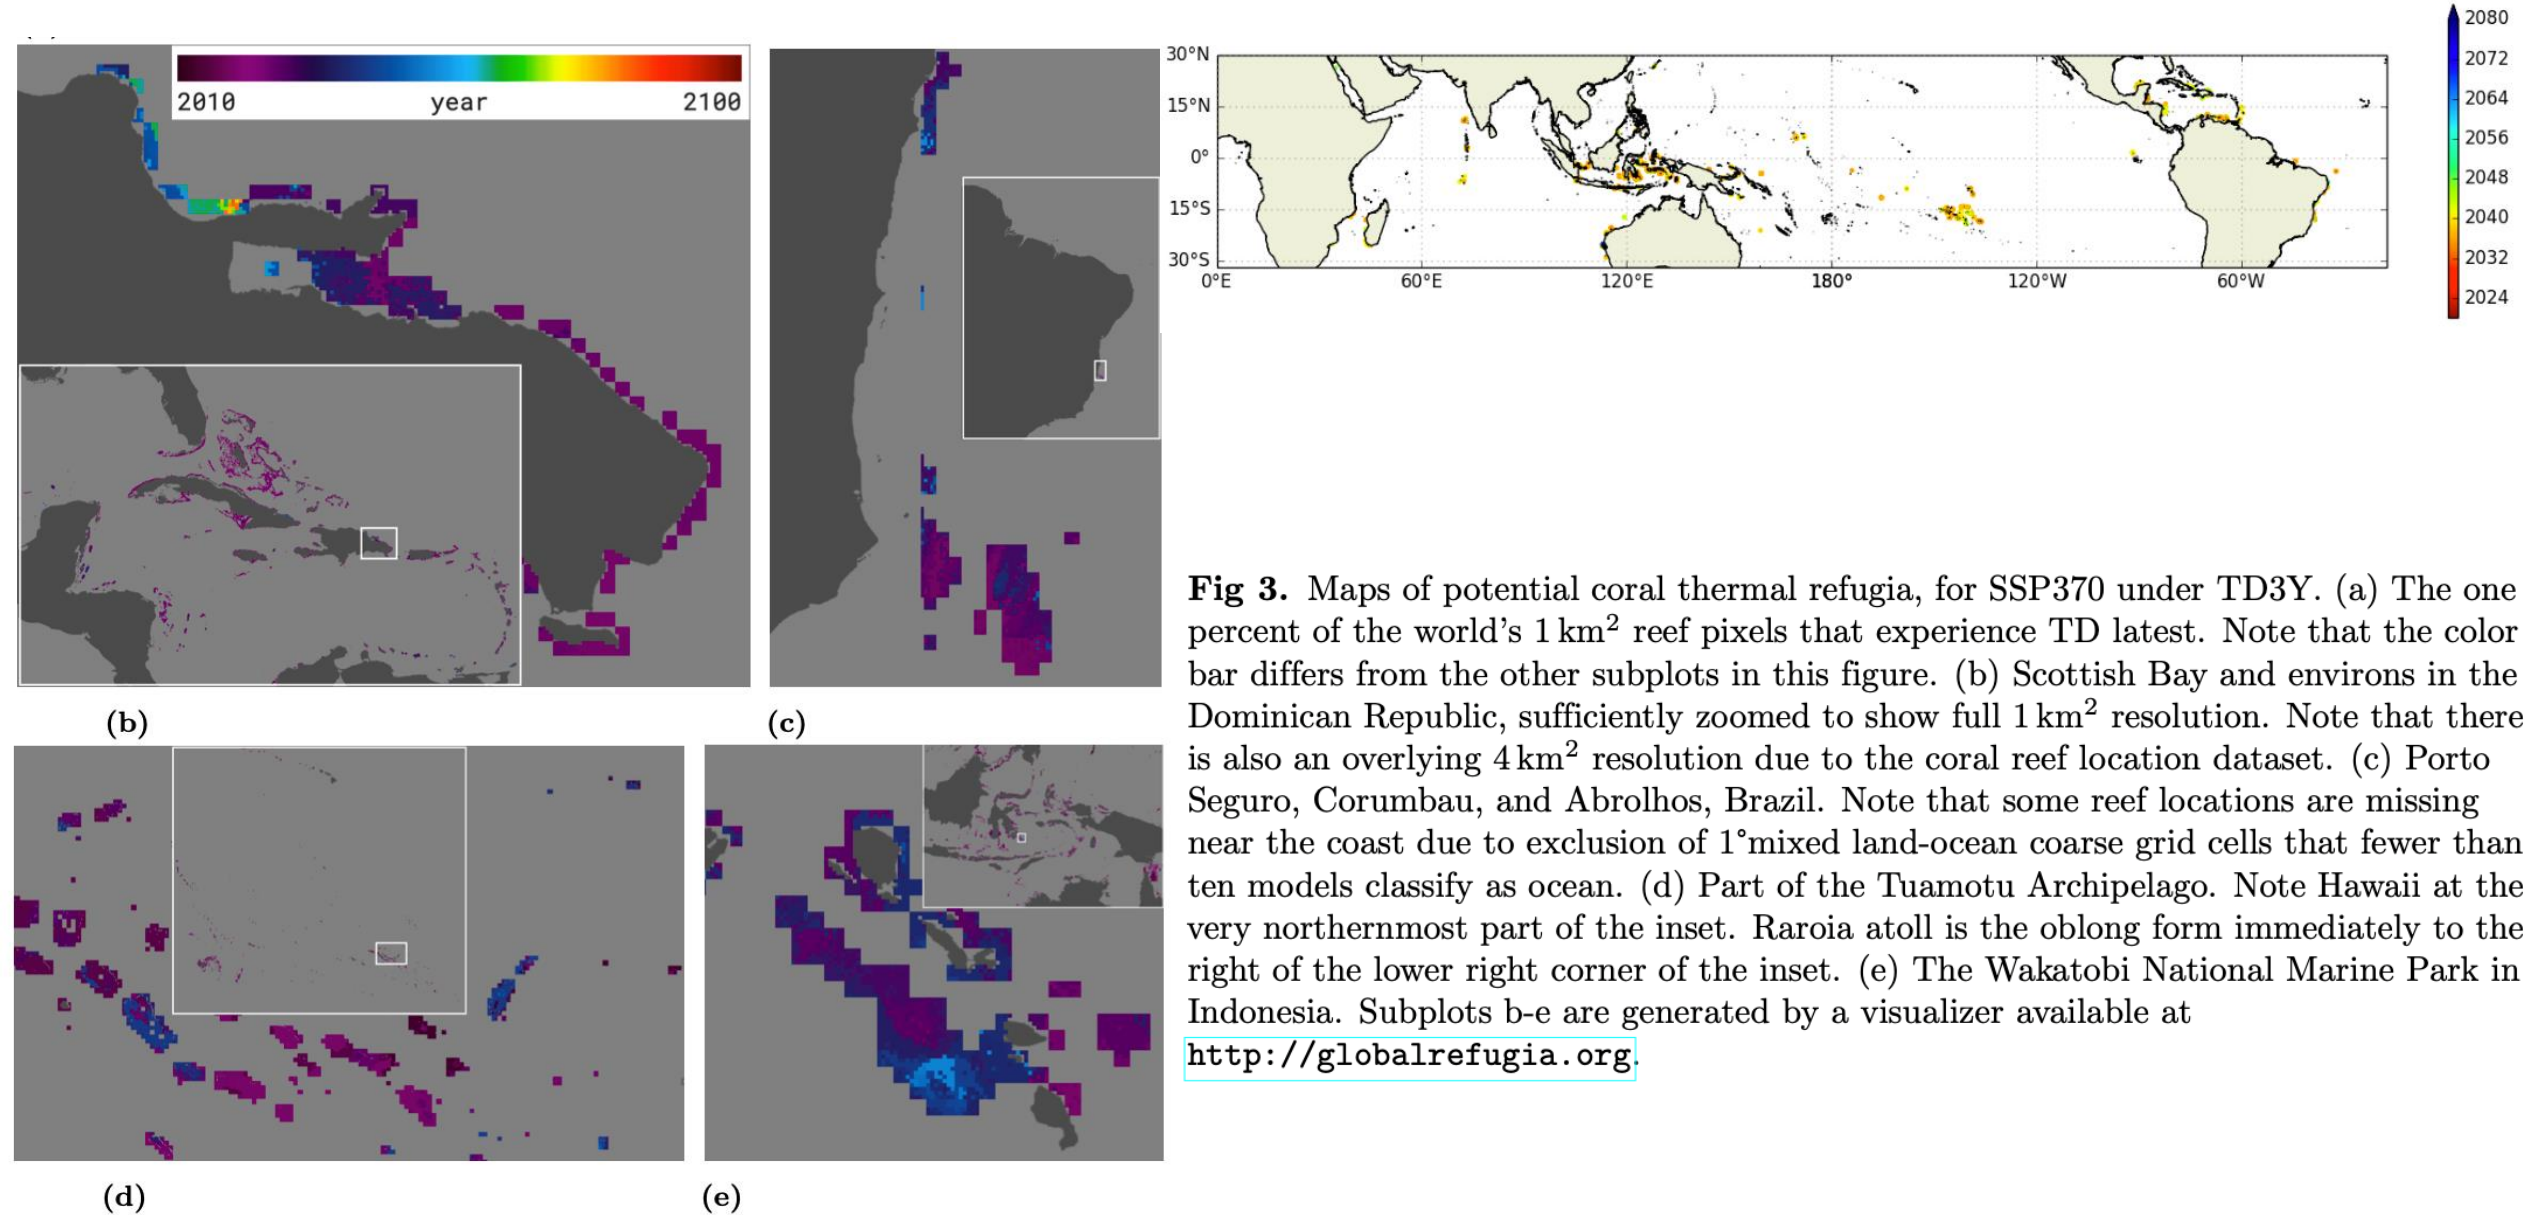 2010 year 2100
(b)
(c)
(d)
(e)
30°N
15°N
0°
15°S
30°S
0°E 60°E 120°E 180° 120°W 60°W
2080
2072
2064
2056
2048
2040
2032
2024
Fig 3. Maps of potential coral thermal refugia, for SSP370 under TD3Y. (a) The one
percent of the world's 1 km² reef pixels that experience TD latest. Note that the color
bar differs from the other subplots in this figure. (b) Scottish Bay and environs in the
Dominican Republic, sufficiently zoomed to show full 1 km² resolution. Note that there
is also an overlying 4 km² resolution due to the coral reef location dataset. (c) Porto
Seguro, Corumbau, and Abrolhos, Brazil. Note that some reef locations are missing
near the coast due to exclusion of 1°mixed land-ocean coarse grid cells that fewer than
ten models classify as ocean. (d) Part of the Tuamotu Archipelago. Note Hawaii at the
very northernmost part of the inset. Raroia atoll is the oblong form immediately to the
right of the lower right corner of the inset. (e) The Wakatobi National Marine Park in
Indonesia. Subplots b-e are generated by a visualizer available at
http://globalrefugia.org.